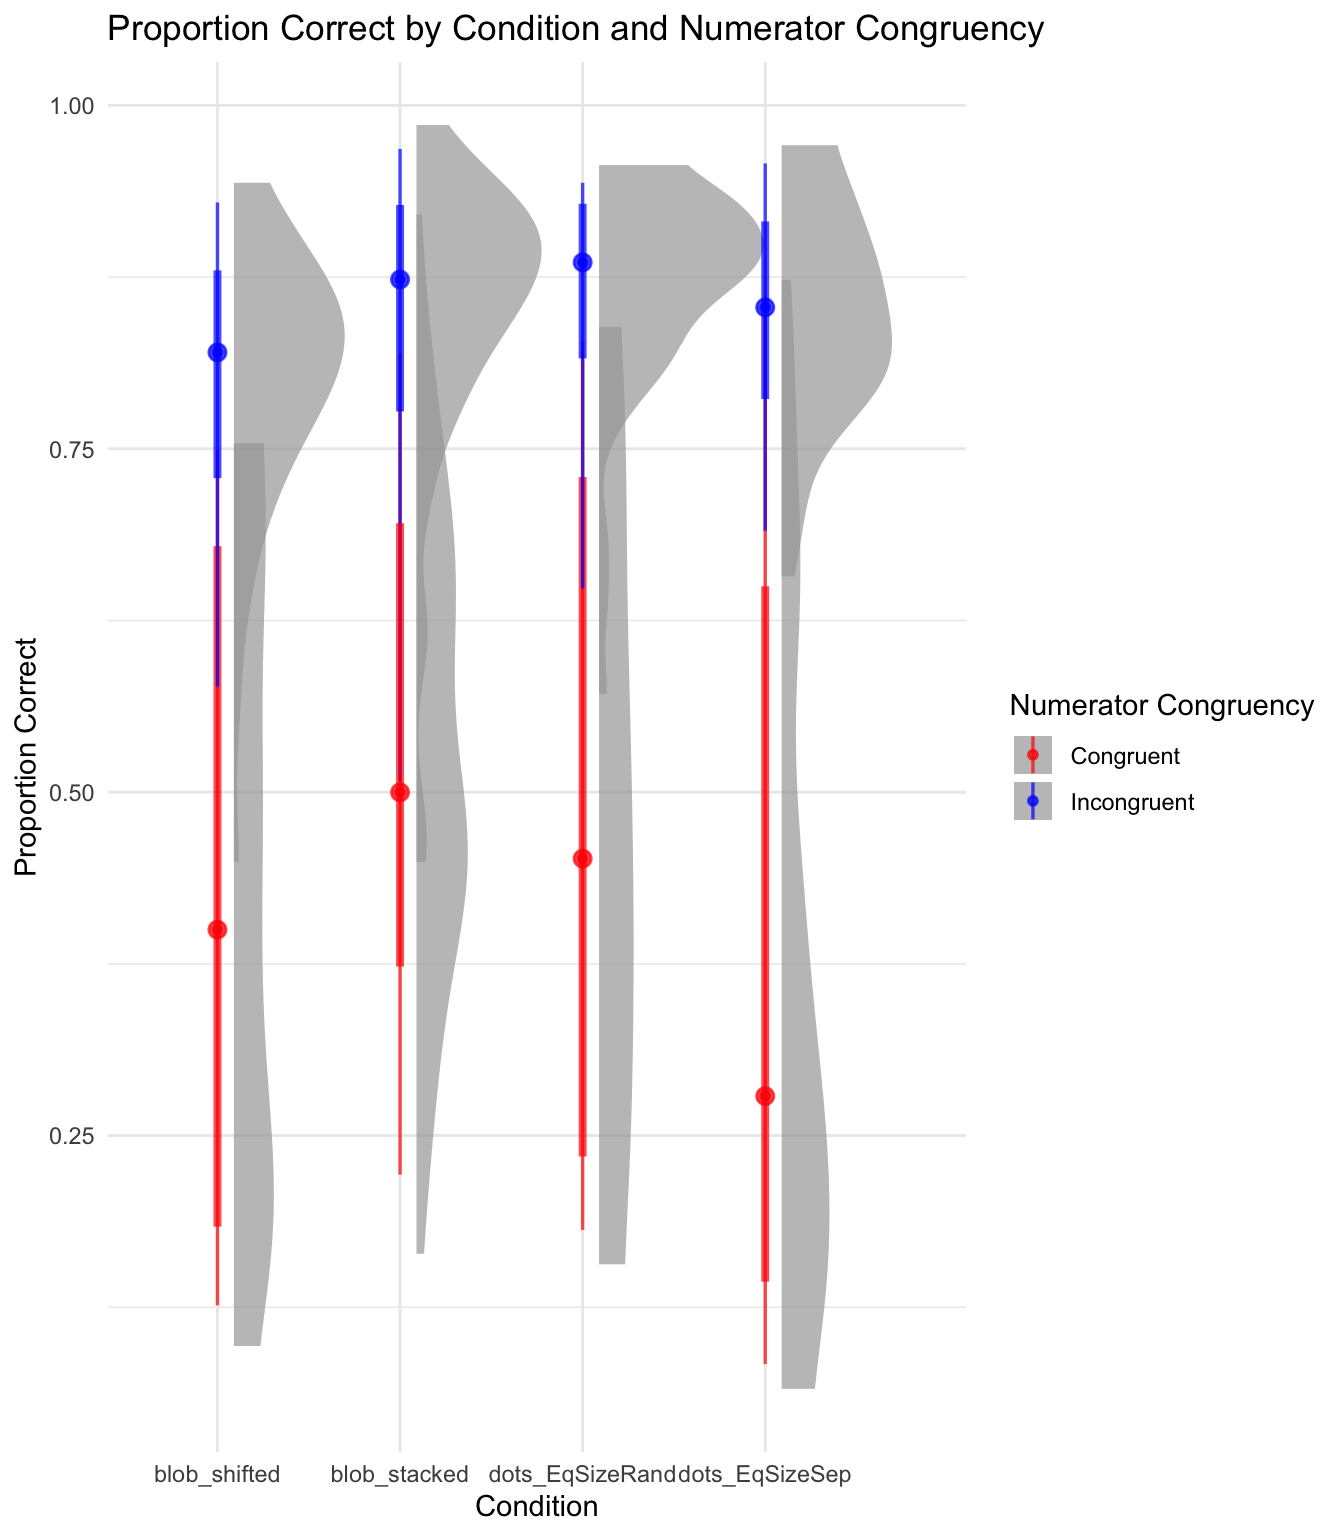 Proportion Correct by Condition and Numerator Congruency
1.00
0.75
0.50
0.25
Proportion Correct
blob_shifted
blob_stacked
dots_EqSizeRand
dots_EqSizeSep
Condition
Numerator Congruency
Congruent
Incongruent